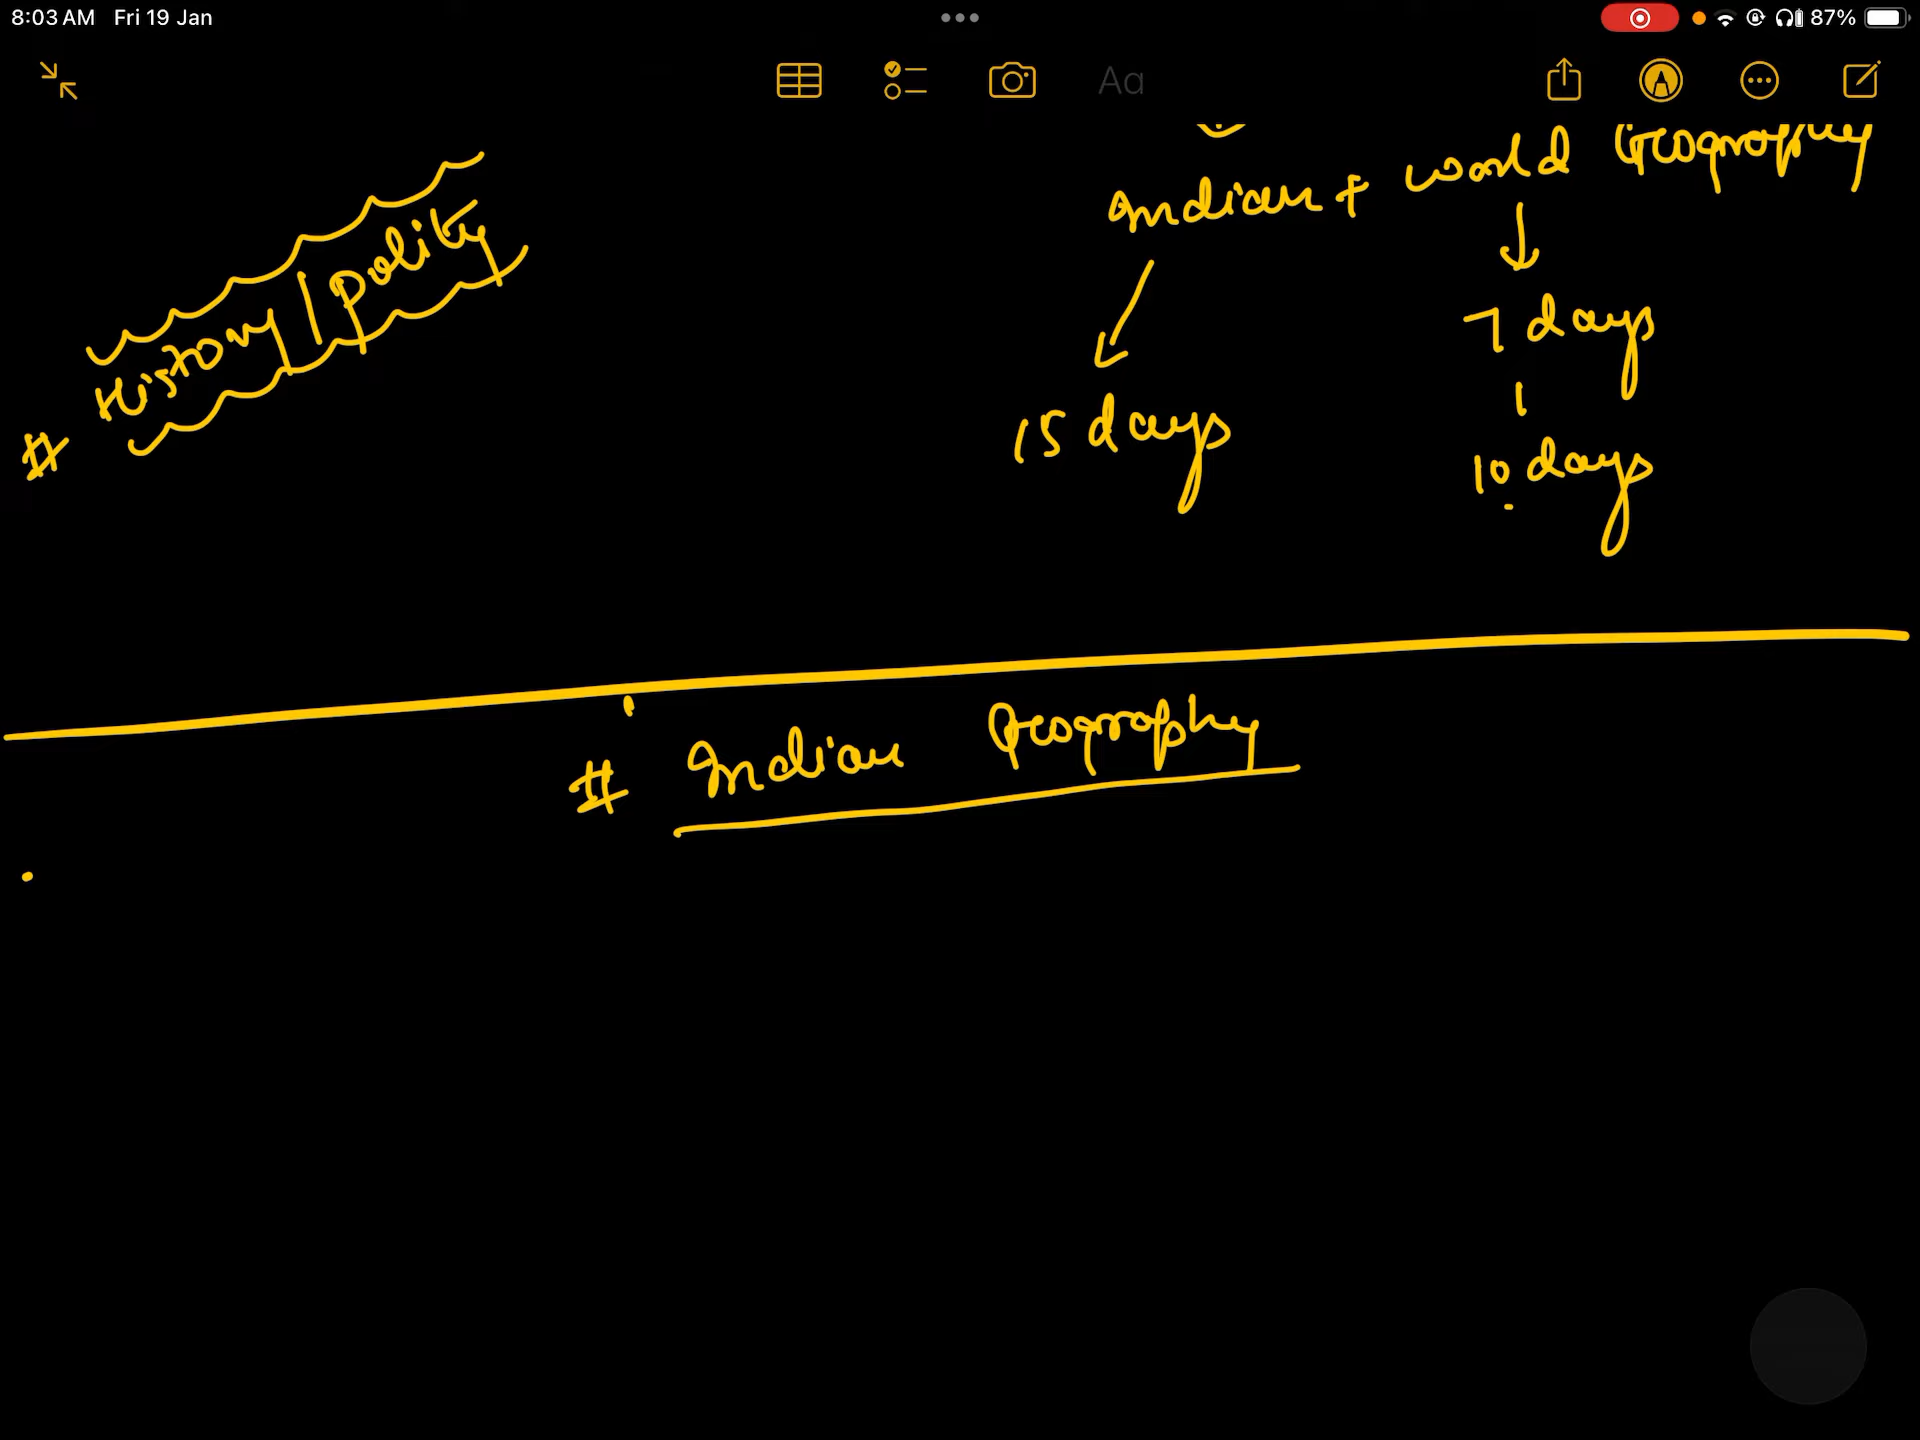 8:03 AM Fri 19 Jan
87%
Aa
Indian + world Geography
# History/Polity
7 days
15 days
10 days
# Indian Geography